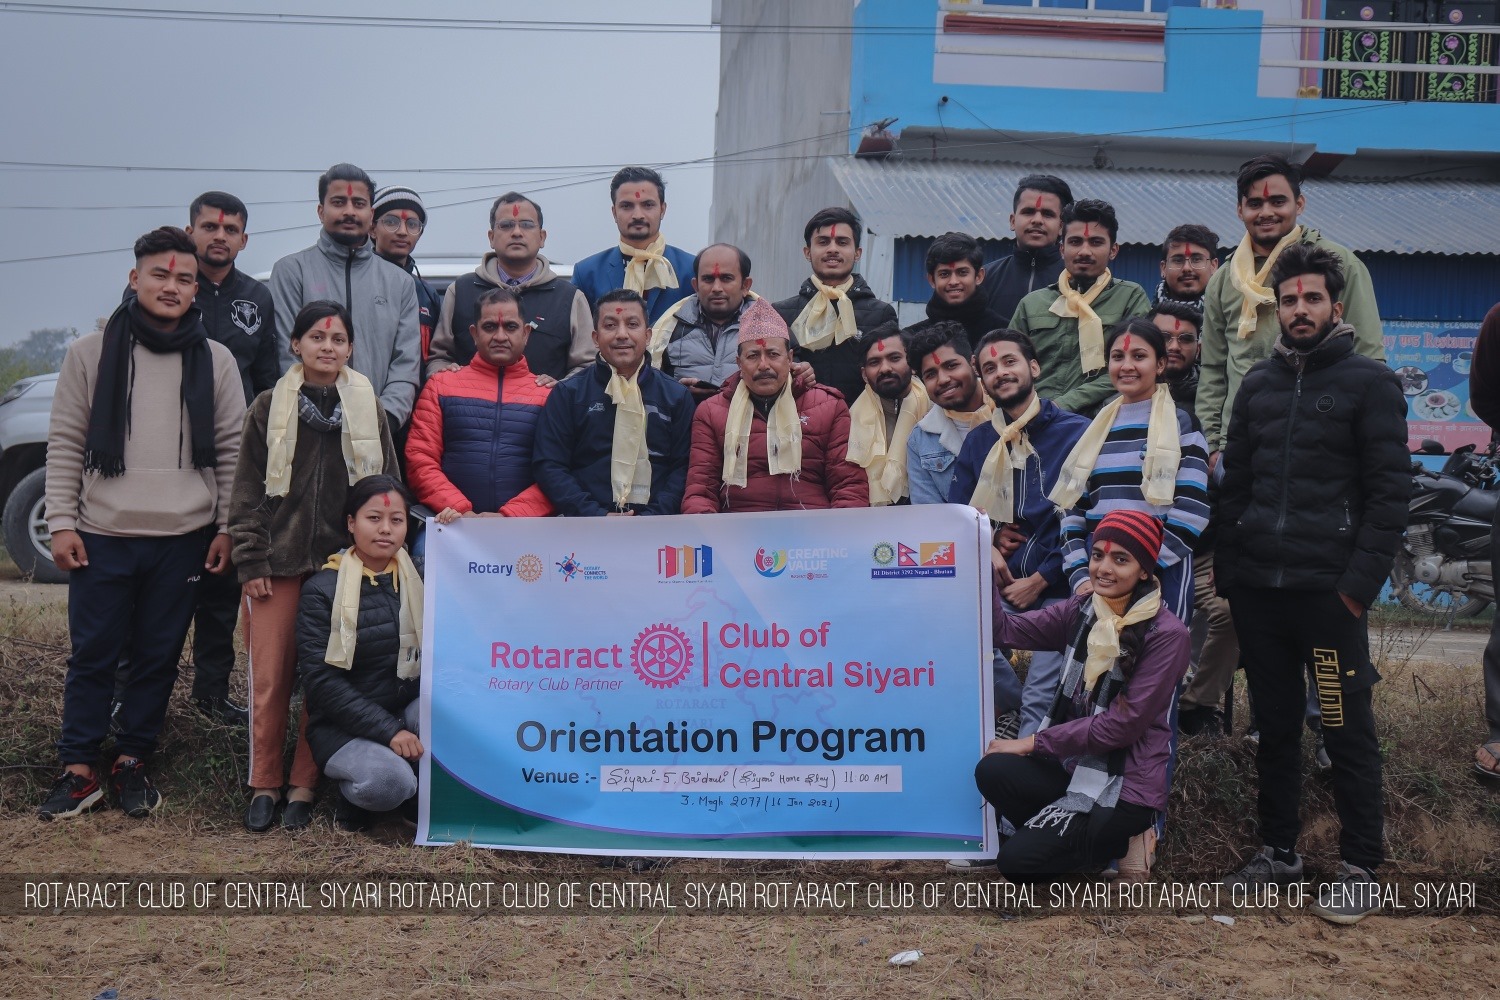 Rotary
ROTARY
CONNECTS
THE WORLD
CREATING
VALUE
RI District 3292 Nepal - Bhutan
Rotaract
Rotary Club Partner
Club of
Central Siyari
ROTARACT
Orientation Program
Venue :- Siyari-5, Baidauli (Siyari Home Stay) 11:00 AM
3. Magh 2077 (16 Jan 2021)
ROTARACT CLUB OF CENTRAL SIYARI ROTARACT CLUB OF CENTRAL SIYARI ROTARACT CLUB OF CENTRAL SIYARI ROTARACT CLUB OF CENTRAL SIYARI